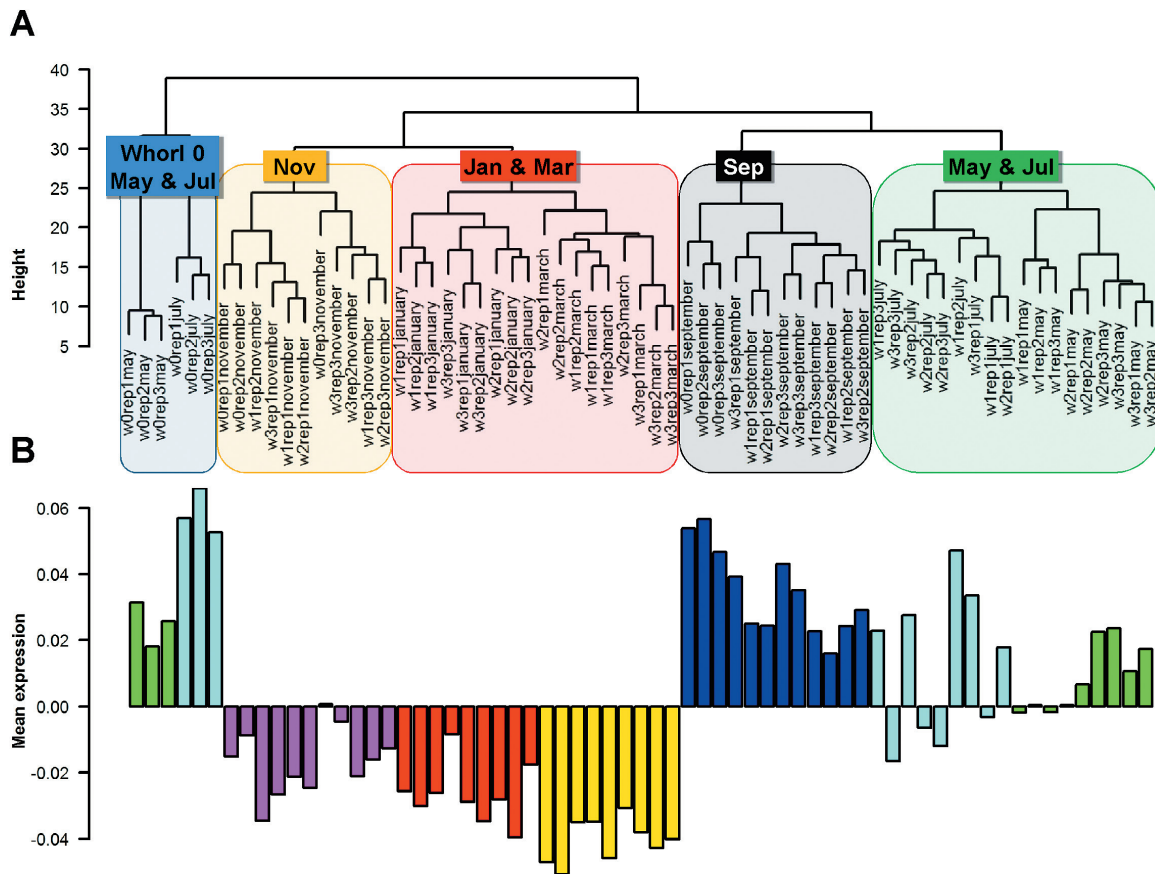 A
40
35
30
25
20
15
10
5
Height
Whorl 0
May & Jul
Nov
Jan & Mar
Sep
May & Jul
w0rep1may
w0rep2may
w0rep3may
w0rep1july
w0rep2july
w0rep3july
w0rep1november
w0rep2november
w1rep2november
w3rep1november
w1rep1november
w2rep1november
w0rep3november
w3rep3november
w3rep2november
w1rep3november
w2rep3november
w1rep1january
w1rep2january
w1rep3january
w3rep3january
w3rep1january
w3rep2january
w2rep1january
w2rep3january
w2rep2january
w2rep1march
w2rep2march
w1rep2march
w1rep1march
w1rep3march
w2rep3march
w3rep1march
w3rep2march
w3rep3march
w0rep1september
w0rep2september
w0rep3september
w3rep1september
w1rep1september
w2rep1september
w2rep3september
w3rep3september
w1rep3september
w2rep2september
w1rep2september
w3rep2september
w1rep3july
w3rep3july
w3rep2july
w2rep2july
w2rep3july
w1rep2july
w3rep1july
w1rep1july
w2rep1july
w1rep1may
w1rep2may
w1rep3may
w2rep1may
w2rep2may
w2rep3may
w3rep3may
w3rep1may
w3rep2may
B
0.06
0.04
0.02
0.00
-0.02
-0.04
Mean expression